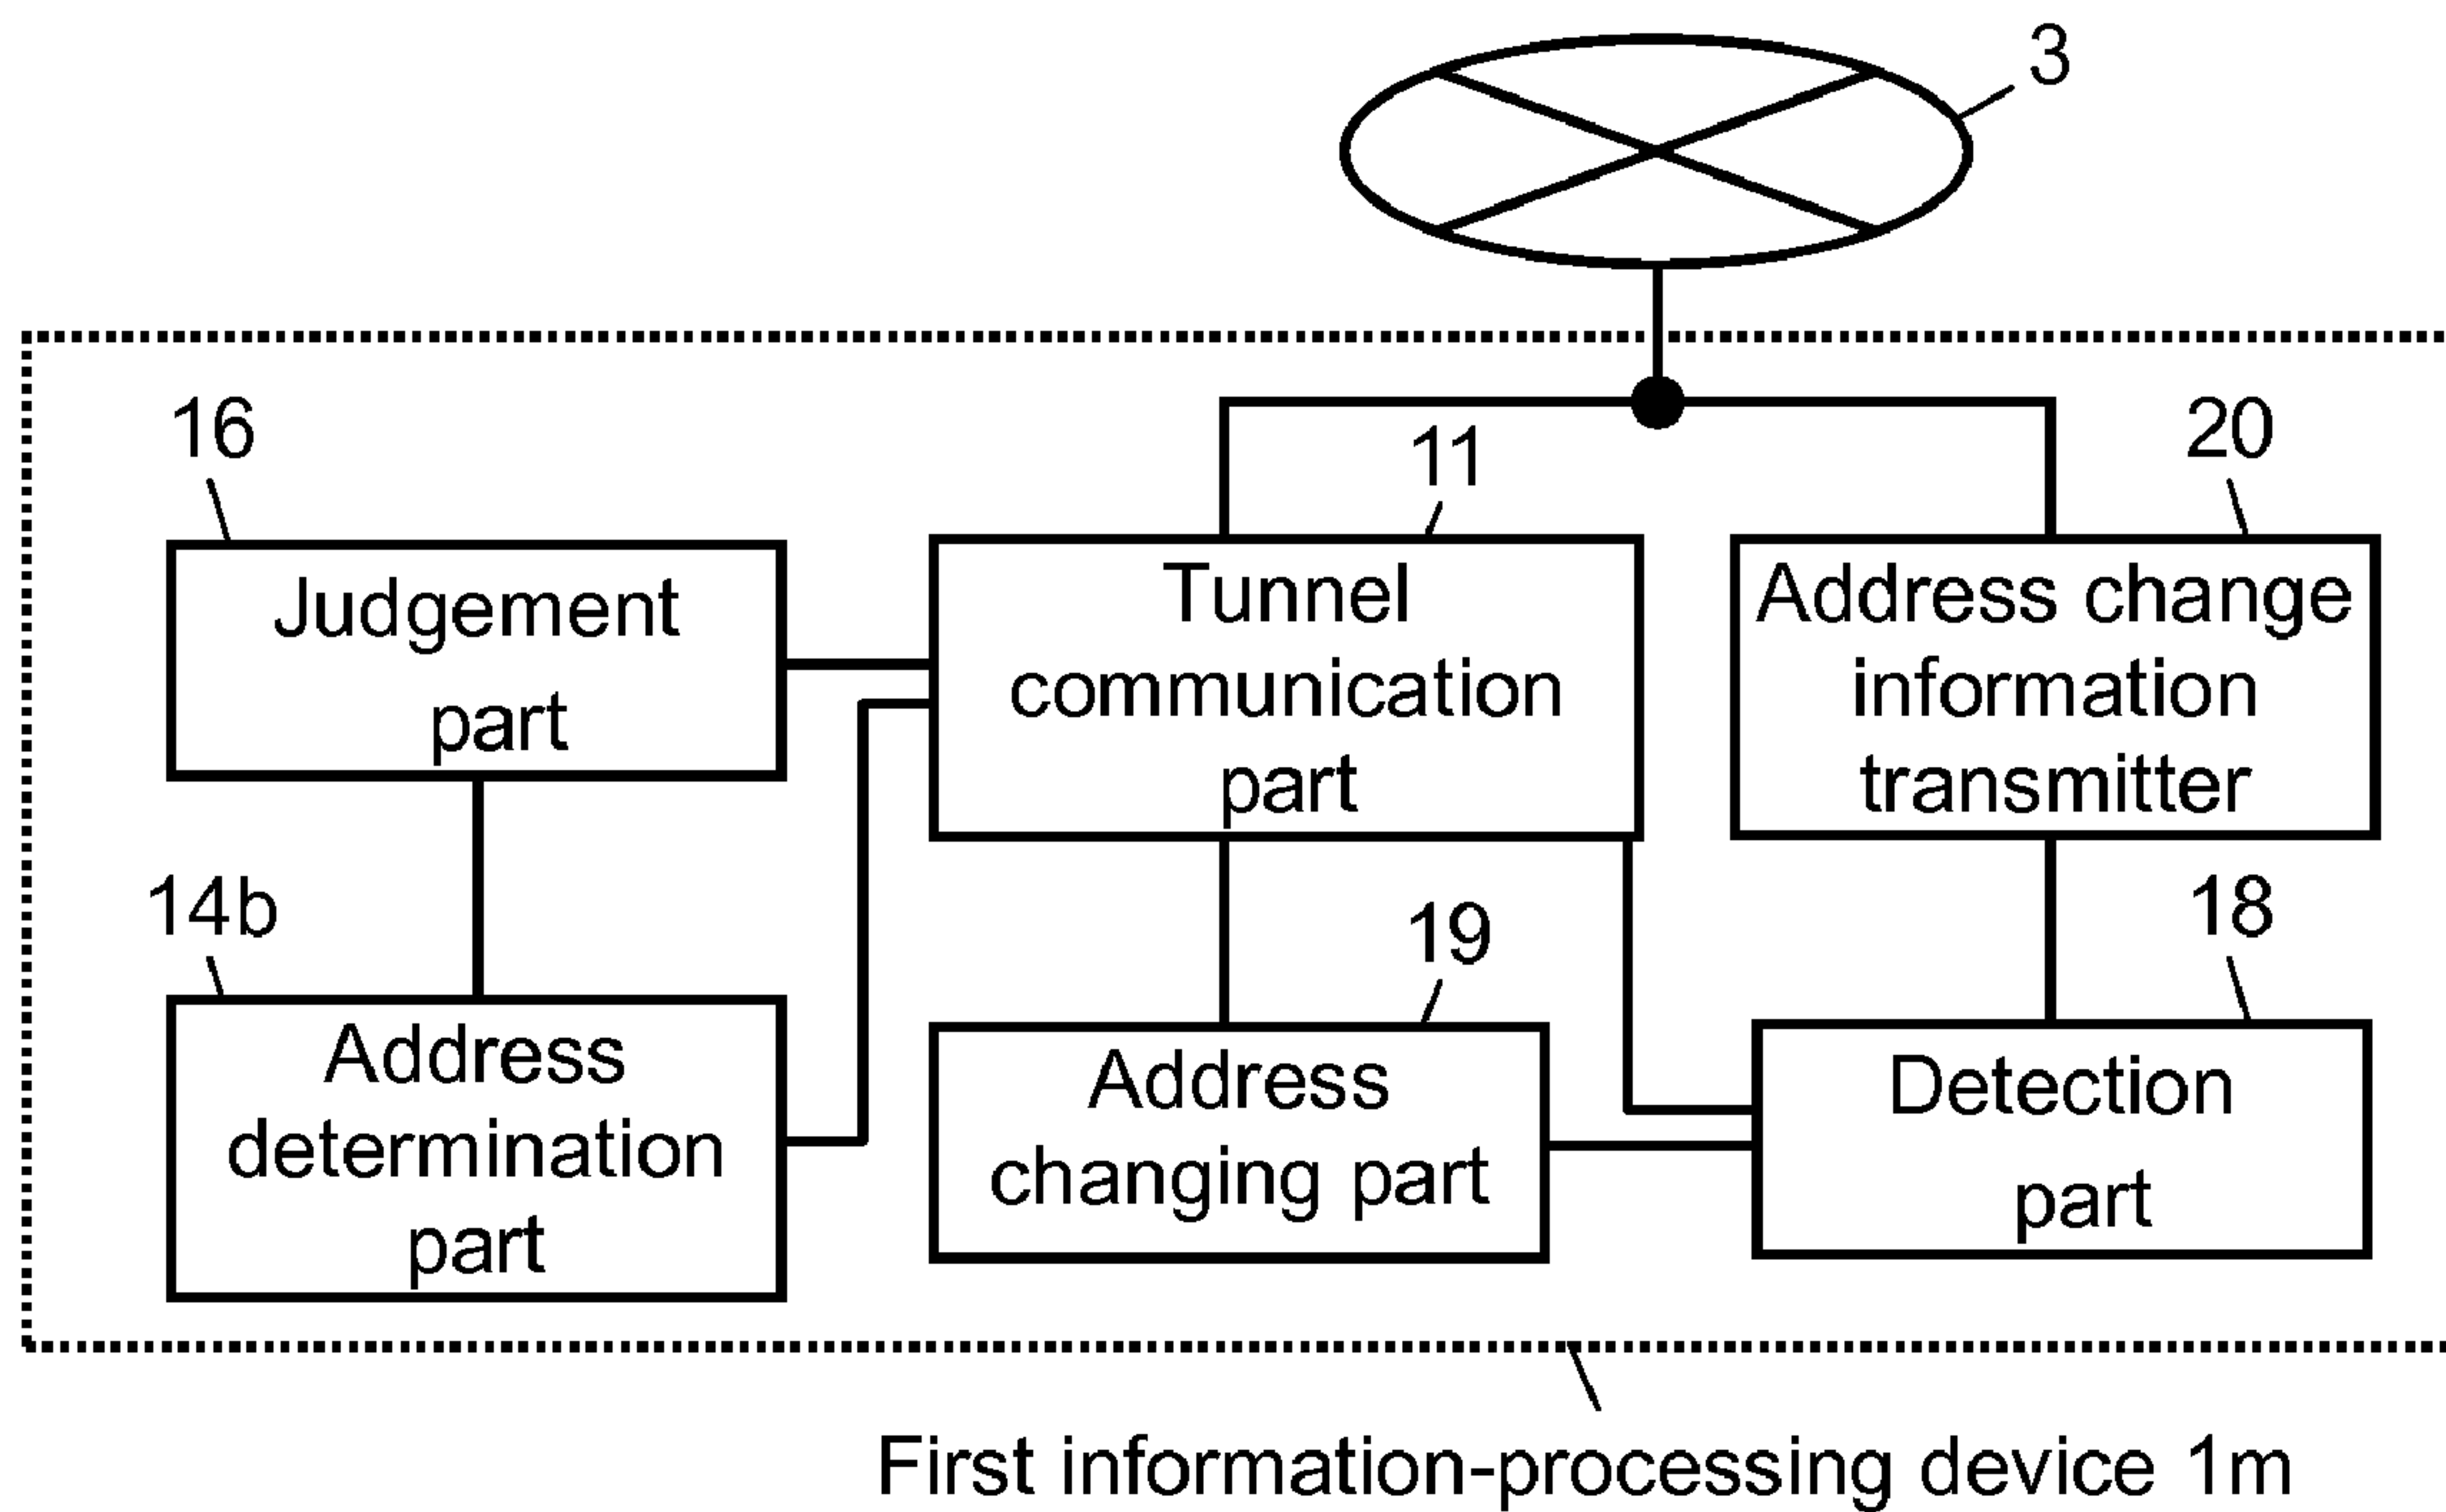 3
16
11
20
Judgement
part
Tunnel
communication
part
Address change
information
transmitter
14b
19
18
Address
determination
part
Address
changing part
Detection
part
First information-processing device 1m